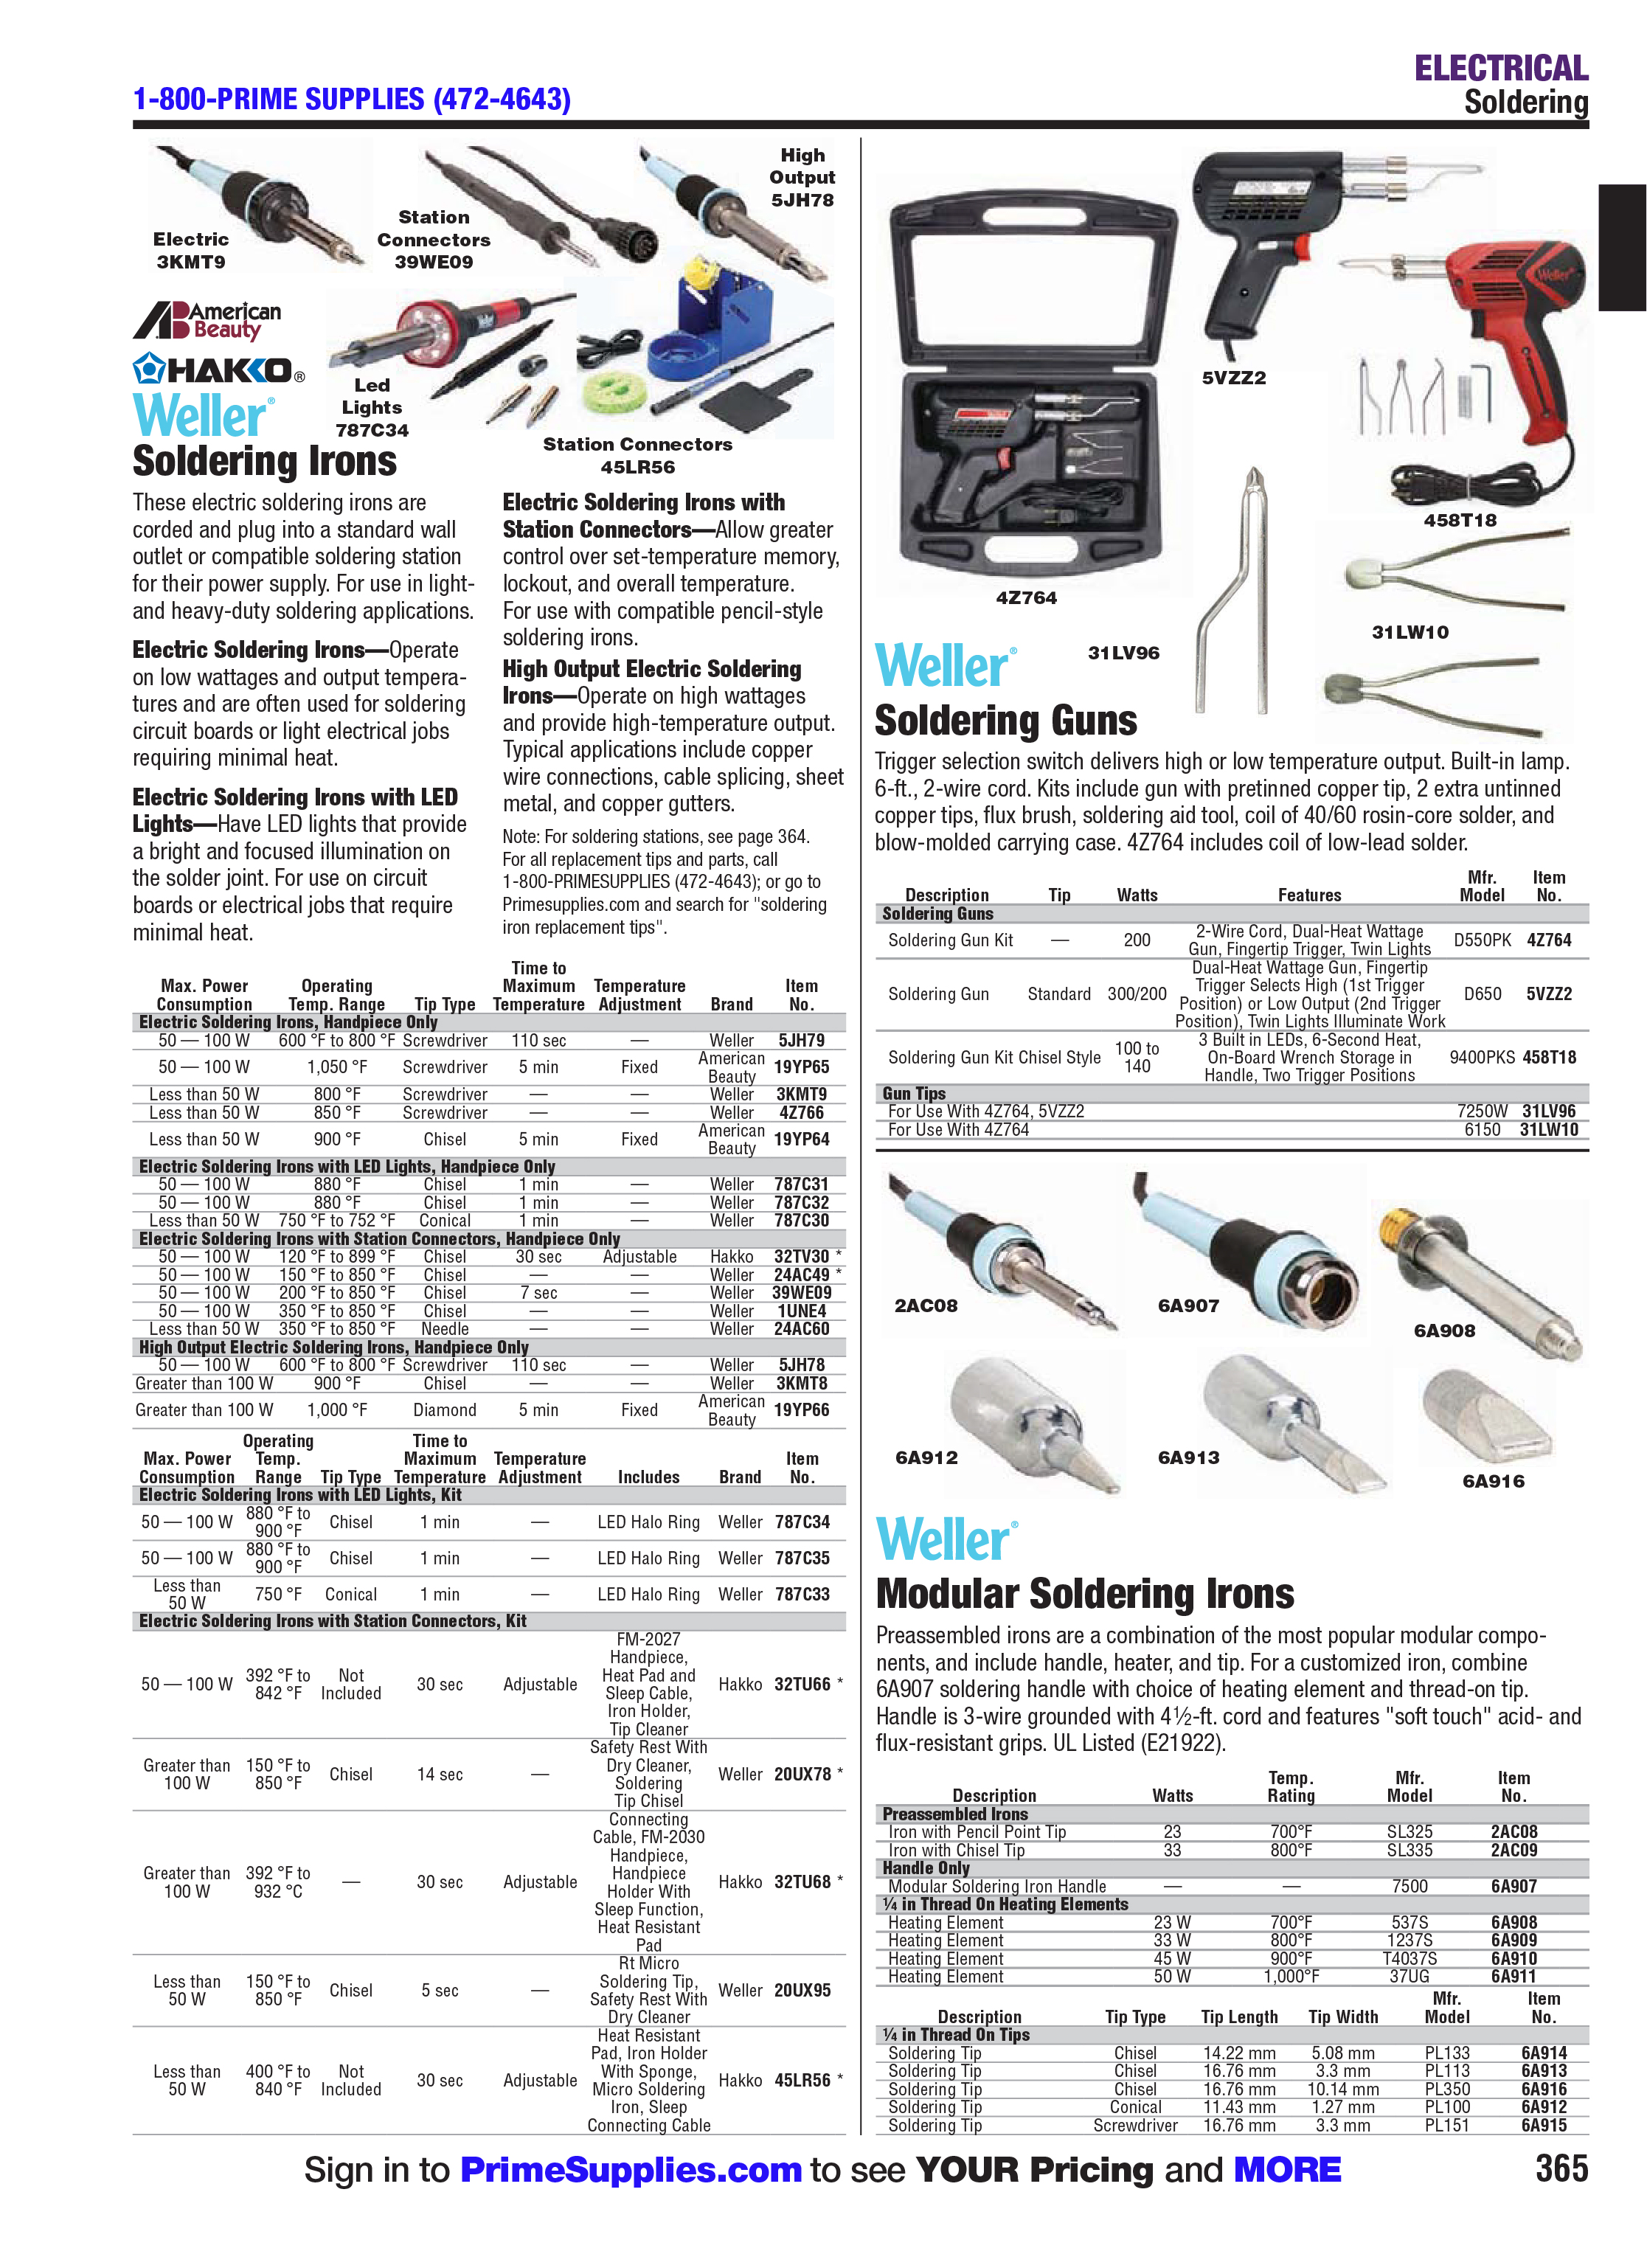 1-800-PRIME SUPPLIES (472-4643)
ELECTRICAL
Soldering
Electric
3KMT9
Station
Connectors
39WE09
High
Output
5JH78
American
Beauty
HAKKO®
Weller®
Led
Lights
787C34
Station Connectors
45LR56
Soldering Irons
These electric soldering irons are
corded and plug into a standard wall
outlet or compatible soldering station
for their power supply. For use in light-
and heavy-duty soldering applications.
Electric Soldering Irons—Operate
on low wattages and output tempera-
tures and are often used for soldering
circuit boards or light electrical jobs
requiring minimal heat.
Electric Soldering Irons with LED
Lights—Have LED lights that provide
a bright and focused illumination on
the solder joint. For use on circuit
boards or electrical jobs that require
minimal heat.
Electric Soldering Irons with
Station Connectors—Allow greater
control over set-temperature memory,
lockout, and overall temperature.
For use with compatible pencil-style
soldering irons.
High Output Electric Soldering
Irons—Operate on high wattages
and provide high-temperature output.
Typical applications include copper
wire connections, cable splicing, sheet
metal, and copper gutters.
Note: For soldering stations, see page 364.
For all replacement tips and parts, call
1-800-PRIMESUPPLIES (472-4643); or go to
Primesupplies.com and search for "soldering
iron replacement tips".
Max. Power Consumption Operating Temp. Range Tip Type Time to Maximum Temperature Temperature Adjustment Brand Item No.
Electric Soldering Irons, Handpiece Only
50 — 100 W 600 °F to 800 °F Screwdriver 110 sec — Weller 5JH79
50 — 100 W 1,050 °F Screwdriver 5 min Fixed American Beauty 19YP65
Less than 50 W 800 °F Screwdriver — — Weller 3KMT9
Less than 50 W 850 °F Screwdriver — — Weller 4Z766
Less than 50 W 900 °F Chisel 5 min Fixed American Beauty 19YP64
Electric Soldering Irons with LED Lights, Handpiece Only
50 — 100 W 880 °F Chisel 1 min — Weller 787C31
50 — 100 W 880 °F Chisel 1 min — Weller 787C32
Less than 50 W 750 °F to 752 °F Conical 1 min — Weller 787C30
Electric Soldering Irons with Station Connectors, Handpiece Only
50 — 100 W 120 °F to 899 °F Chisel 30 sec Adjustable Hakko 32TV30 *
50 — 100 W 150 °F to 850 °F Chisel — — Weller 24AC49 *
50 — 100 W 200 °F to 850 °F Chisel 7 sec — Weller 39WE09
50 — 100 W 350 °F to 850 °F Chisel — — Weller 1UNE4
Less than 50 W 350 °F to 850 °F Needle — — Weller 24AC60
High Output Electric Soldering Irons, Handpiece Only
50 — 100 W 600 °F to 800 °F Screwdriver 110 sec — Weller 5JH78
Greater than 100 W 900 °F Chisel — — Weller 3KMT8
Greater than 100 W 1,000 °F Diamond 5 min Fixed American Beauty 19YP66
Max. Power Consumption Operating Temp. Range Tip Type Time to Maximum Temperature Temperature Adjustment Includes Brand Item No.
Electric Soldering Irons with LED Lights, Kit
50 — 100 W 880 °F to 900 °F Chisel 1 min — LED Halo Ring Weller 787C34
50 — 100 W 880 °F to 900 °F Chisel 1 min — LED Halo Ring Weller 787C35
Less than 50 W 750 °F Conical 1 min — LED Halo Ring Weller 787C33
Electric Soldering Irons with Station Connectors, Kit
50 — 100 W 392 °F to 842 °F Not Included 30 sec Adjustable FM-2027 Handpiece, Heat Pad and Sleep Cable, Iron Holder, Tip Cleaner Hakko 32TU66 *
Greater than 100 W 150 °F to 850 °F Chisel 14 sec — Safety Rest With Dry Cleaner, Soldering Tip Chisel Weller 20UX78 *
Greater than 100 W 392 °F to 932 °C — 30 sec Adjustable Connecting Cable, FM-2030 Handpiece, Handpiece Holder With Sleep Function, Heat Resistant Pad Hakko 32TU68 *
Less than 50 W 150 °F to 850 °F Chisel 5 sec — Rt Micro Soldering Tip, Safety Rest With Dry Cleaner Weller 20UX95
Less than 50 W 400 °F to 840 °F Not Included 30 sec Adjustable Heat Resistant Pad, Iron Holder With Sponge, Micro Soldering Iron, Sleep Connecting Cable Hakko 45LR56 *
5VZZ2
Weller
458T18
4Z764
31LV96
31LW10
Weller®
Soldering Guns
Trigger selection switch delivers high or low temperature output. Built-in lamp.
6-ft., 2-wire cord. Kits include gun with pretinned copper tip, 2 extra untinned
copper tips, flux brush, soldering aid tool, coil of 40/60 rosin-core solder, and
blow-molded carrying case. 4Z764 includes coil of low-lead solder.
Description Tip Watts Features Mfr. Model Item No.
Soldering Guns
Soldering Gun Kit — 200 2-Wire Cord, Dual-Heat Wattage Gun, Fingertip Trigger, Twin Lights D550PK 4Z764
Soldering Gun Standard 300/200 Dual-Heat Wattage Gun, Fingertip Trigger Selects High (1st Trigger Position) or Low Output (2nd Trigger Position), Twin Lights Illuminate Work D650 5VZZ2
Soldering Gun Kit Chisel Style 100 to 140 3 Built in LEDs, 6-Second Heat, On-Board Wrench Storage in Handle, Two Trigger Positions 9400PKS 458T18
Gun Tips
For Use With 4Z764, 5VZZ2 7250W 31LV96
For Use With 4Z764 6150 31LW10
2AC08
6A907
6A908
6A912
6A913
6A916
Weller®
Modular Soldering Irons
Preassembled irons are a combination of the most popular modular compo-
nents, and include handle, heater, and tip. For a customized iron, combine
6A907 soldering handle with choice of heating element and thread-on tip.
Handle is 3-wire grounded with 4½-ft. cord and features "soft touch" acid- and
flux-resistant grips. UL Listed (E21922).
Description Watts Temp. Rating Mfr. Model Item No.
Preassembled Irons
Iron with Pencil Point Tip 23 700°F SL325 2AC08
Iron with Chisel Tip 33 800°F SL335 2AC09
Handle Only
Modular Soldering Iron Handle — — 7500 6A907
¼ in Thread On Heating Elements
Heating Element 23 W 700°F 537S 6A908
Heating Element 33 W 800°F 1237S 6A909
Heating Element 45 W 900°F T4037S 6A910
Heating Element 50 W 1,000°F 37UG 6A911
Description Tip Type Tip Length Tip Width Mfr. Model Item No.
¼ in Thread On Tips
Soldering Tip Chisel 14.22 mm 5.08 mm PL133 6A914
Soldering Tip Chisel 16.76 mm 3.3 mm PL113 6A913
Soldering Tip Chisel 16.76 mm 10.14 mm PL350 6A916
Soldering Tip Conical 11.43 mm 1.27 mm PL100 6A912
Soldering Tip Screwdriver 16.76 mm 3.3 mm PL151 6A915
Sign in to PrimeSupplies.com to see YOUR Pricing and MORE
365